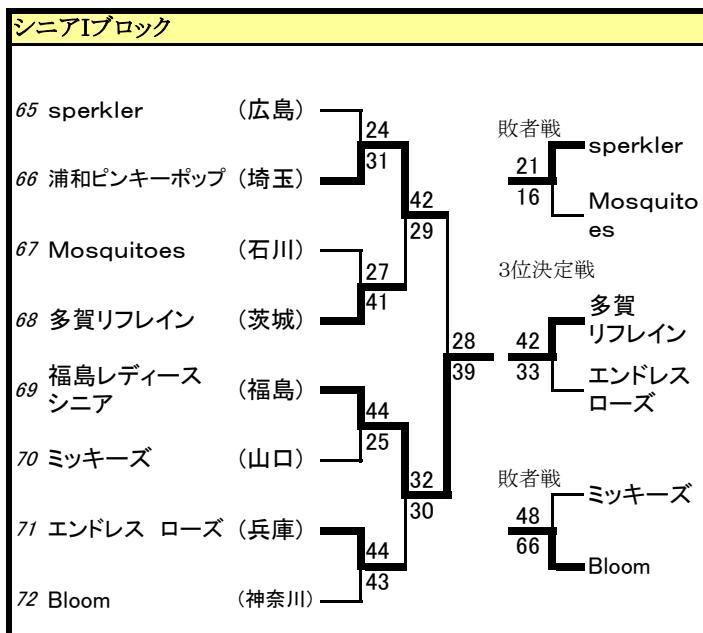 シニアIブロック
65 sperkler (広島)
66 浦和ピンキーポップ (埼玉)
67 Mosquitoes (石川)
68 多賀リフレイン (茨城)
69 福島レディース
シニア (福島)
70 ミッキーズ (山口)
71 エンドレス ローズ (兵庫)
72 Bloom (神奈川)
24
31
27
41
44
25
44
43
42
29
32
30
28
39
敗者戦
21
16
sperkler
Mosquito
es
3位決定戦
42
33
多賀
リフレイン
エンドレス
ローズ
敗者戦
48
66
ミッキーズ
Bloom